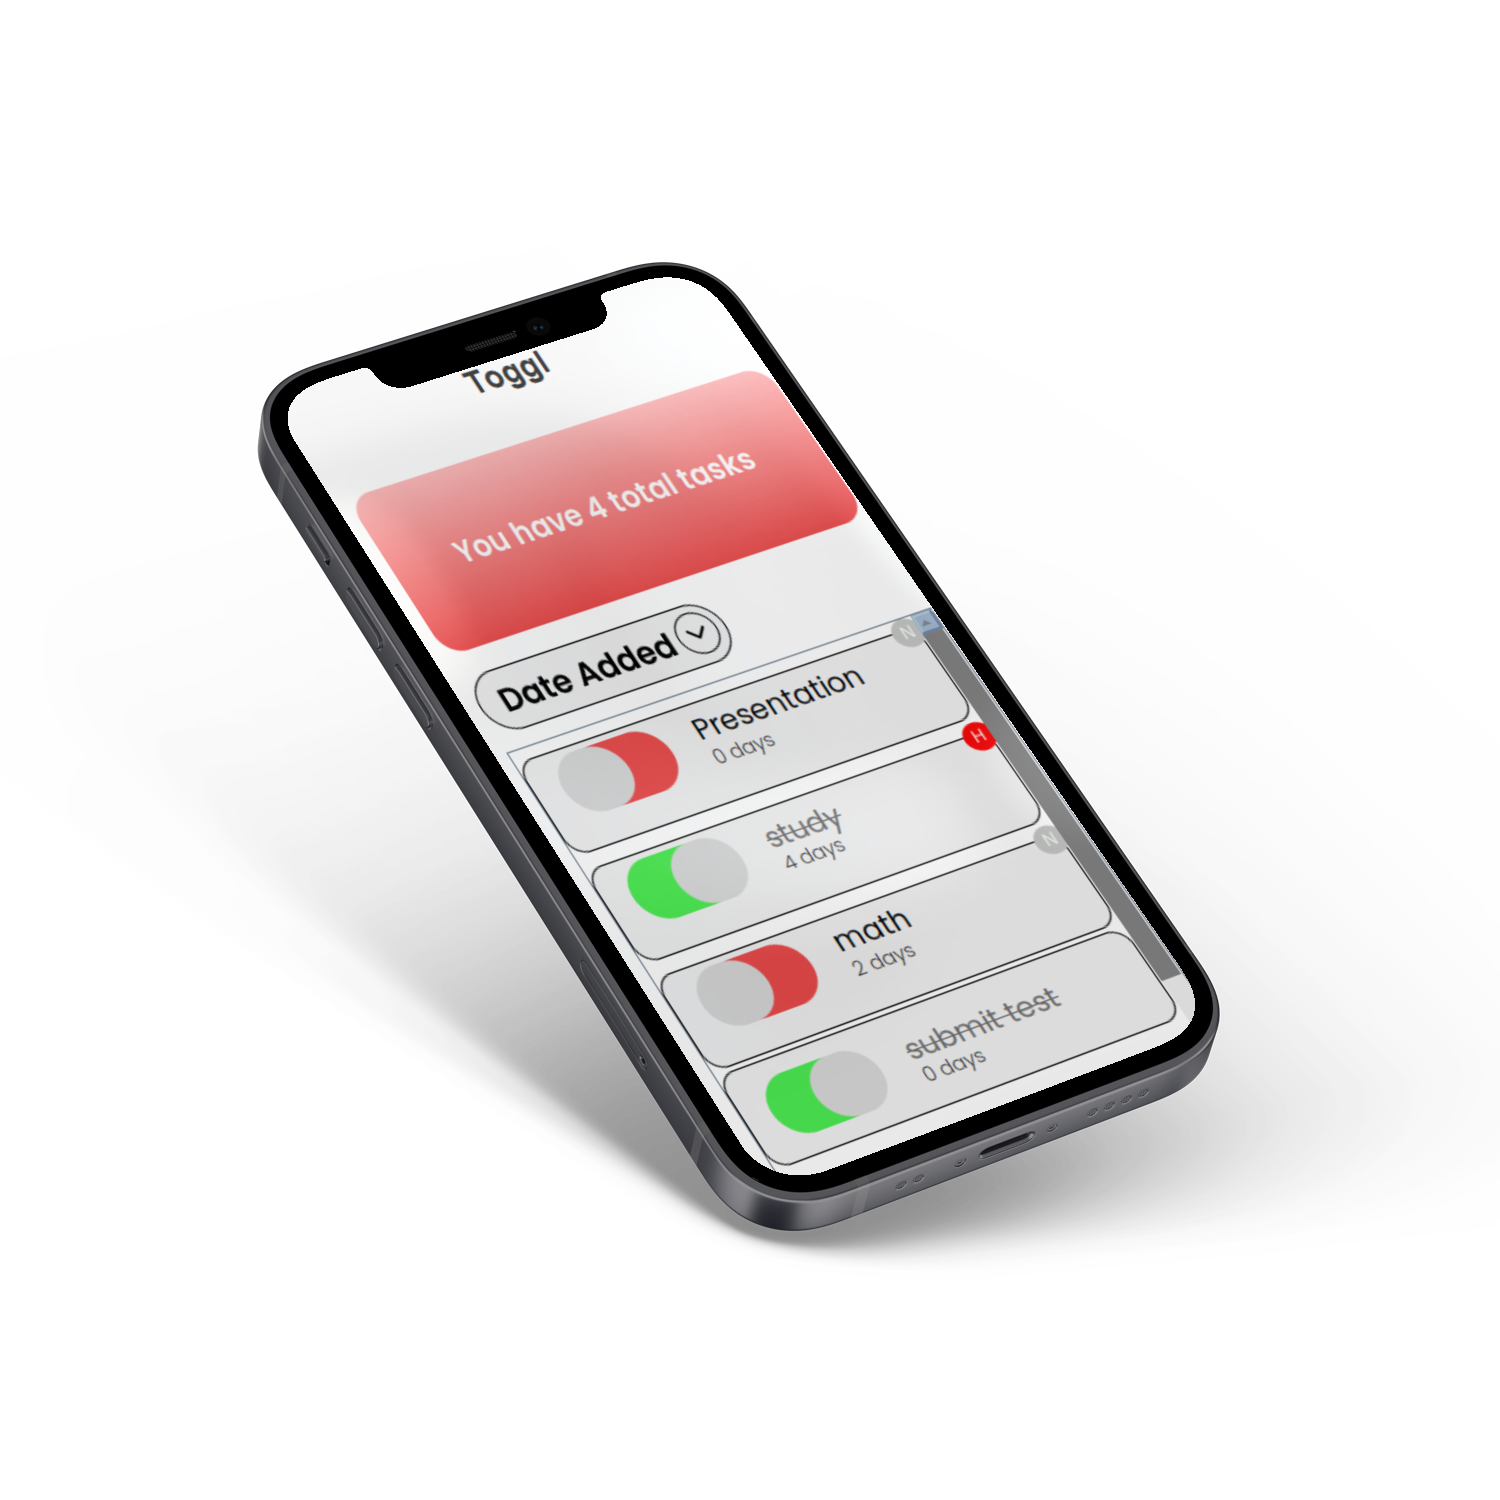 Toggl
You have 4 total tasks
Date Added
N
Presentation
0 days
H
study
4 days
N
math
2 days
submit test
0 days